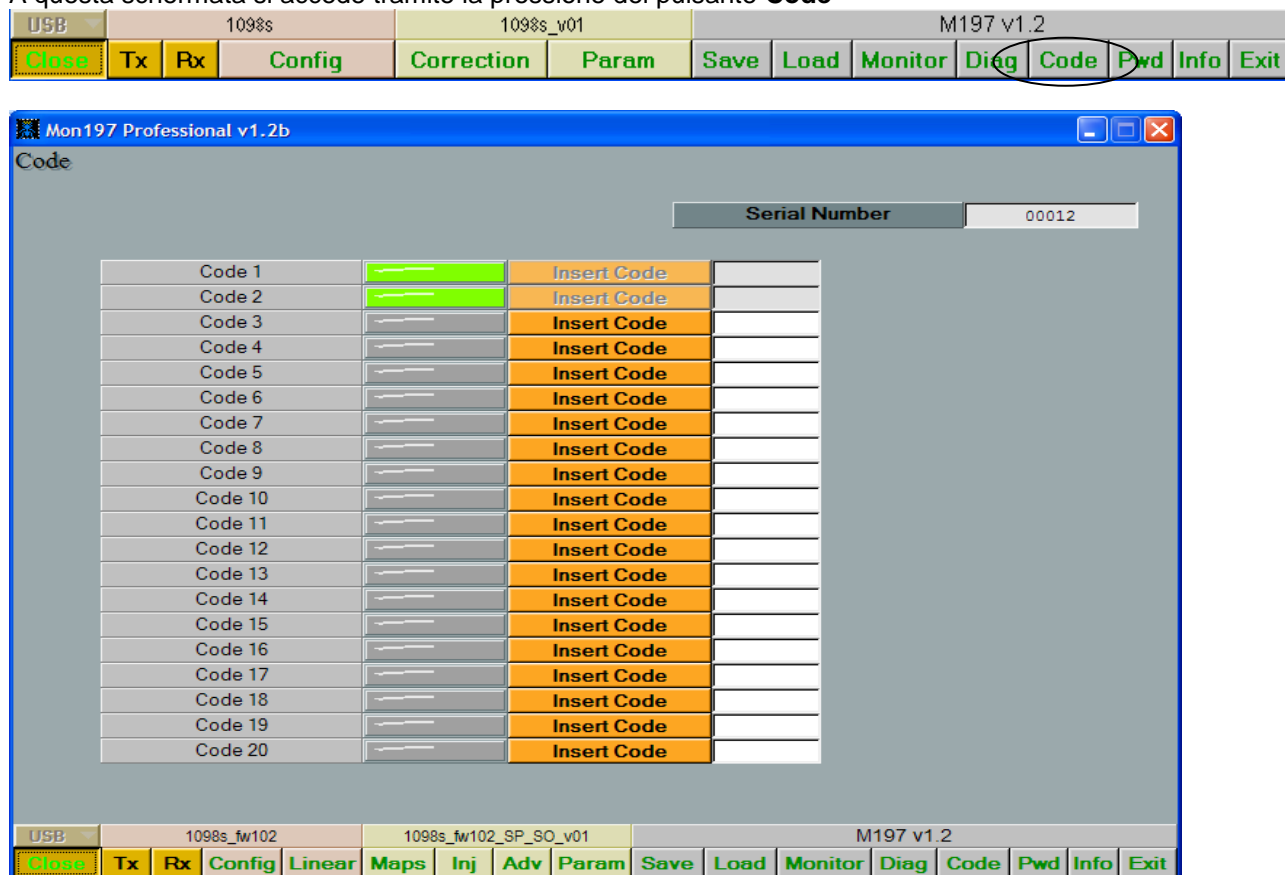 A questa schermata si accede tramite la pressione del pulsante Code
USB 1098s 1098s_v01 M197 v1.2
Close Tx Rx Config Correction Param Save Load Monitor Diag Code Pwd Info Exit
Mon197 Professional v1.2b
Code
Serial Number 00012
Code 1 Insert Code
Code 2 Insert Code
Code 3 Insert Code
Code 4 Insert Code
Code 5 Insert Code
Code 6 Insert Code
Code 7 Insert Code
Code 8 Insert Code
Code 9 Insert Code
Code 10 Insert Code
Code 11 Insert Code
Code 12 Insert Code
Code 13 Insert Code
Code 14 Insert Code
Code 15 Insert Code
Code 16 Insert Code
Code 17 Insert Code
Code 18 Insert Code
Code 19 Insert Code
Code 20 Insert Code
USB 1098s_fw102 1098s_fw102_SP_SO_v01 M197 v1.2
Close Tx Rx Config Linear Maps Inj Adv Param Save Load Monitor Diag Code Pwd Info Exit